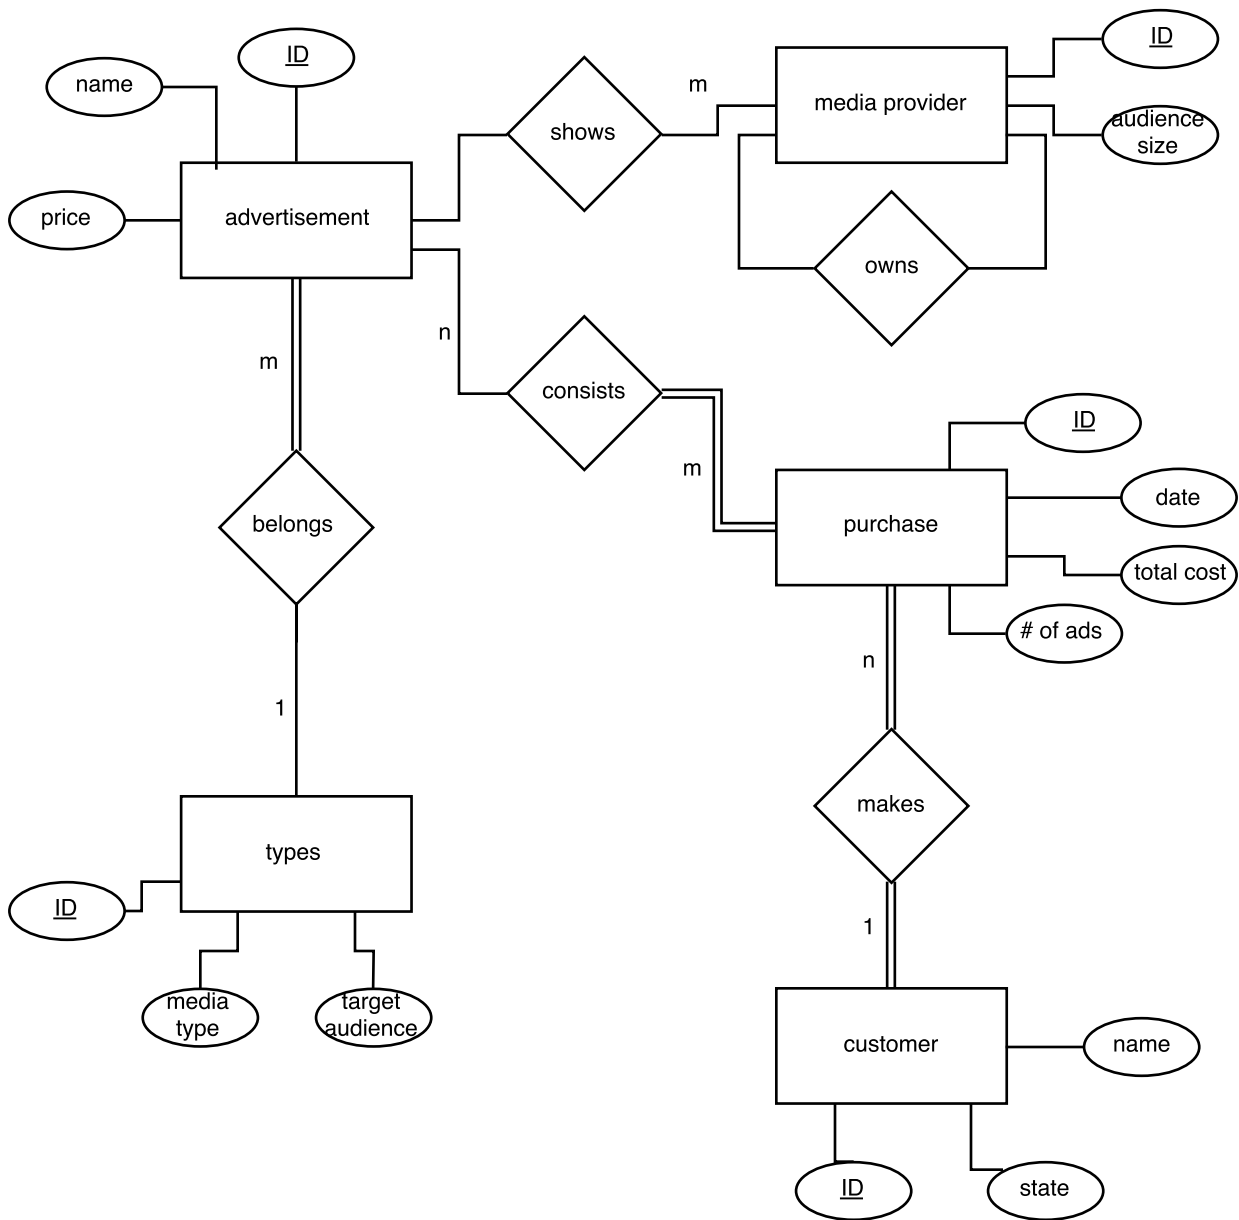 ID
name
price
advertisement
shows
m
media provider
ID
audience
size
owns
n
m
consists
m
ID
date
purchase
total cost
# of ads
belongs
n
1
makes
types
ID
media
type
target
audience
1
customer
name
ID
state